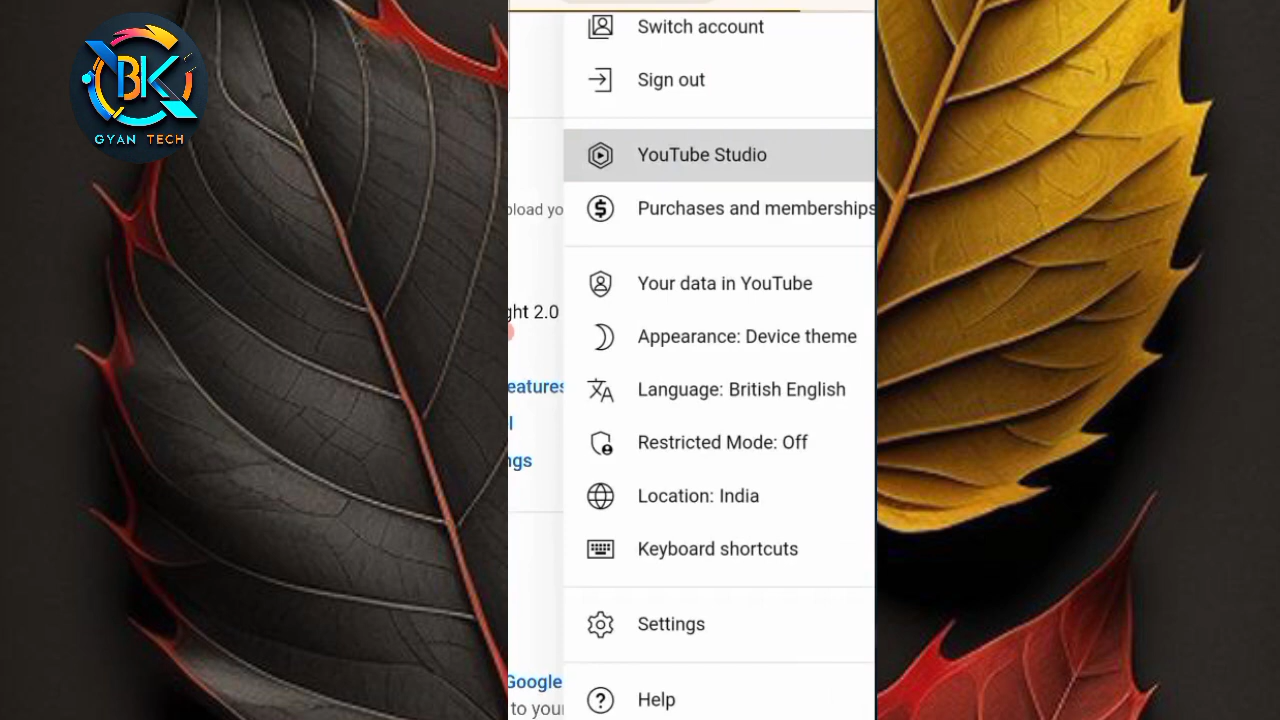 BK
GYAN TECH
Switch account
Sign out
YouTube Studio
Purchases and memberships
Your data in YouTube
Appearance: Device theme
Language: British English
Restricted Mode: Off
Location: India
Keyboard shortcuts
Settings
Help
pload yo
ght 2.0
eatures
l
ngs
Google
to your